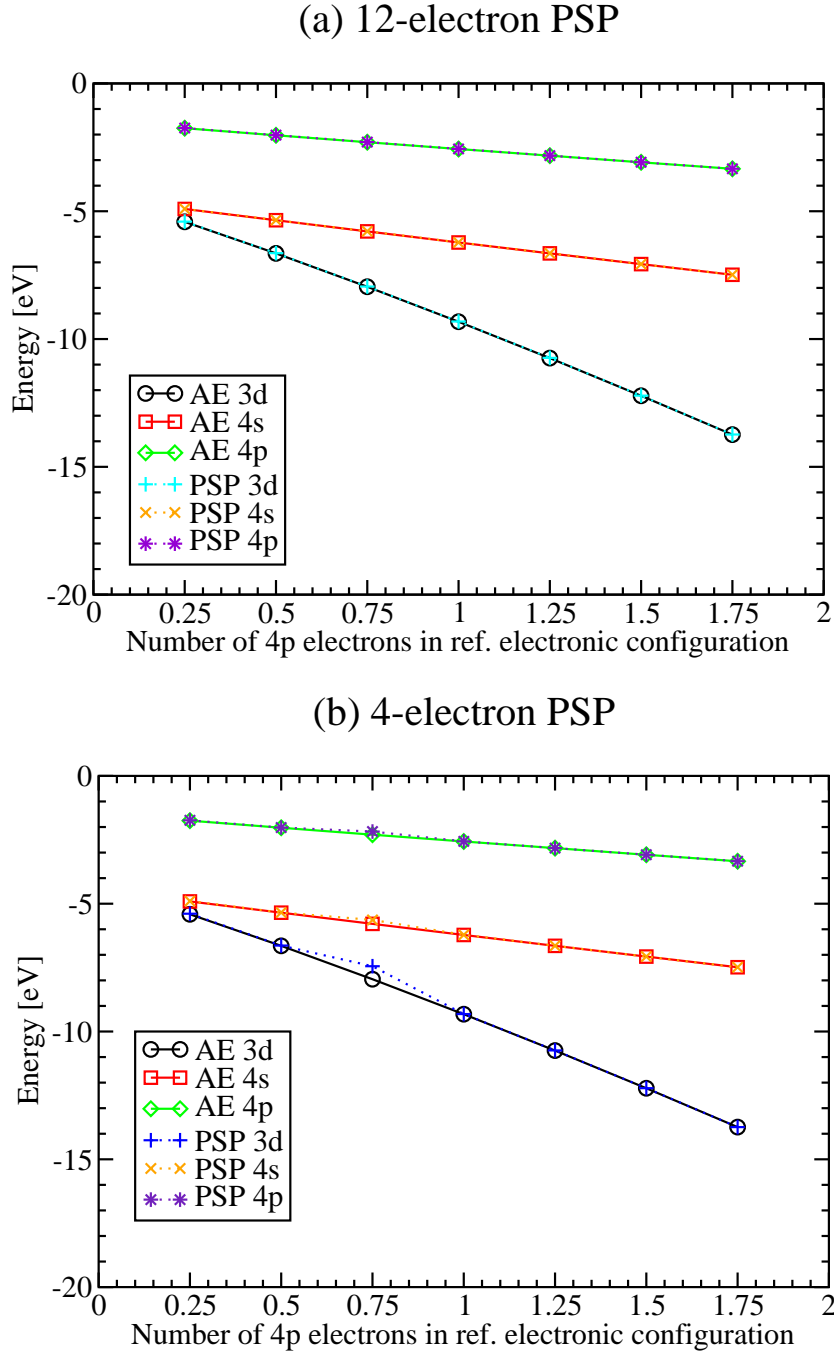 (a) 12-electron PSP
0
-5
-10
-15
-20
Energy [eV]
AE 3d
AE 4s
AE 4p
PSP 3d
PSP 4s
PSP 4p
0 0.25 0.5 0.75 1 1.25 1.5 1.75 2
Number of 4p electrons in ref. electronic configuration
(b) 4-electron PSP
0
-5
-10
-15
-20
Energy [eV]
AE 3d
AE 4s
AE 4p
PSP 3d
PSP 4s
PSP 4p
0 0.25 0.5 0.75 1 1.25 1.5 1.75 2
Number of 4p electrons in ref. electronic configuration